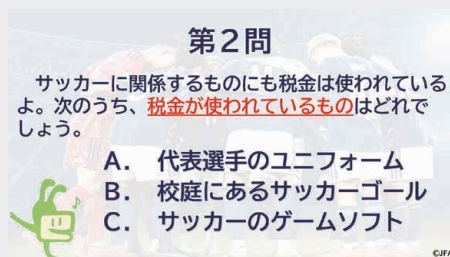 第2問
サッカーに関係するものにも税金は使われている
よ。次のうち、税金が使われているものはどれで
しょう。
A. 代表選手のユニフォーム
B. 校庭にあるサッカーゴール
C. サッカーのゲームソフト
©JFA